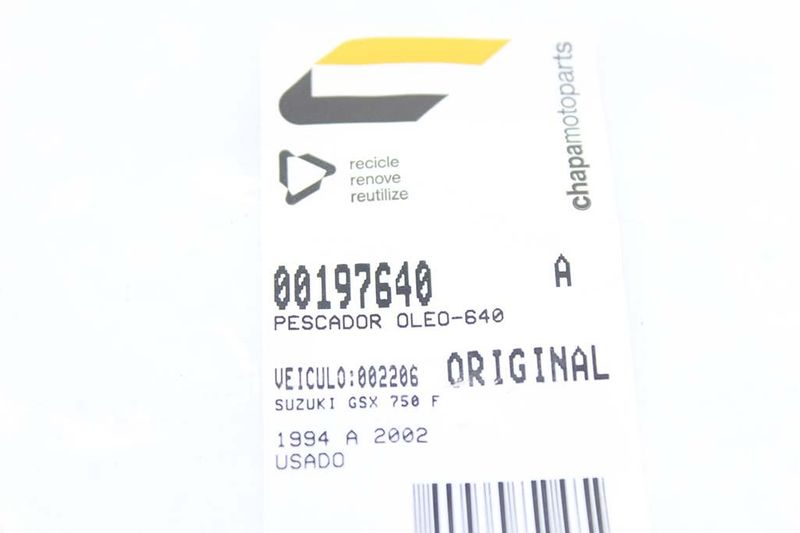 chapamotoparts
recicle
renove
reutilize
00197640 A
PESCADOR OLEO-640
VEICULO:002206 ORIGINAL
SUZUKI GSX 750 F
1994 A 2002
USADO